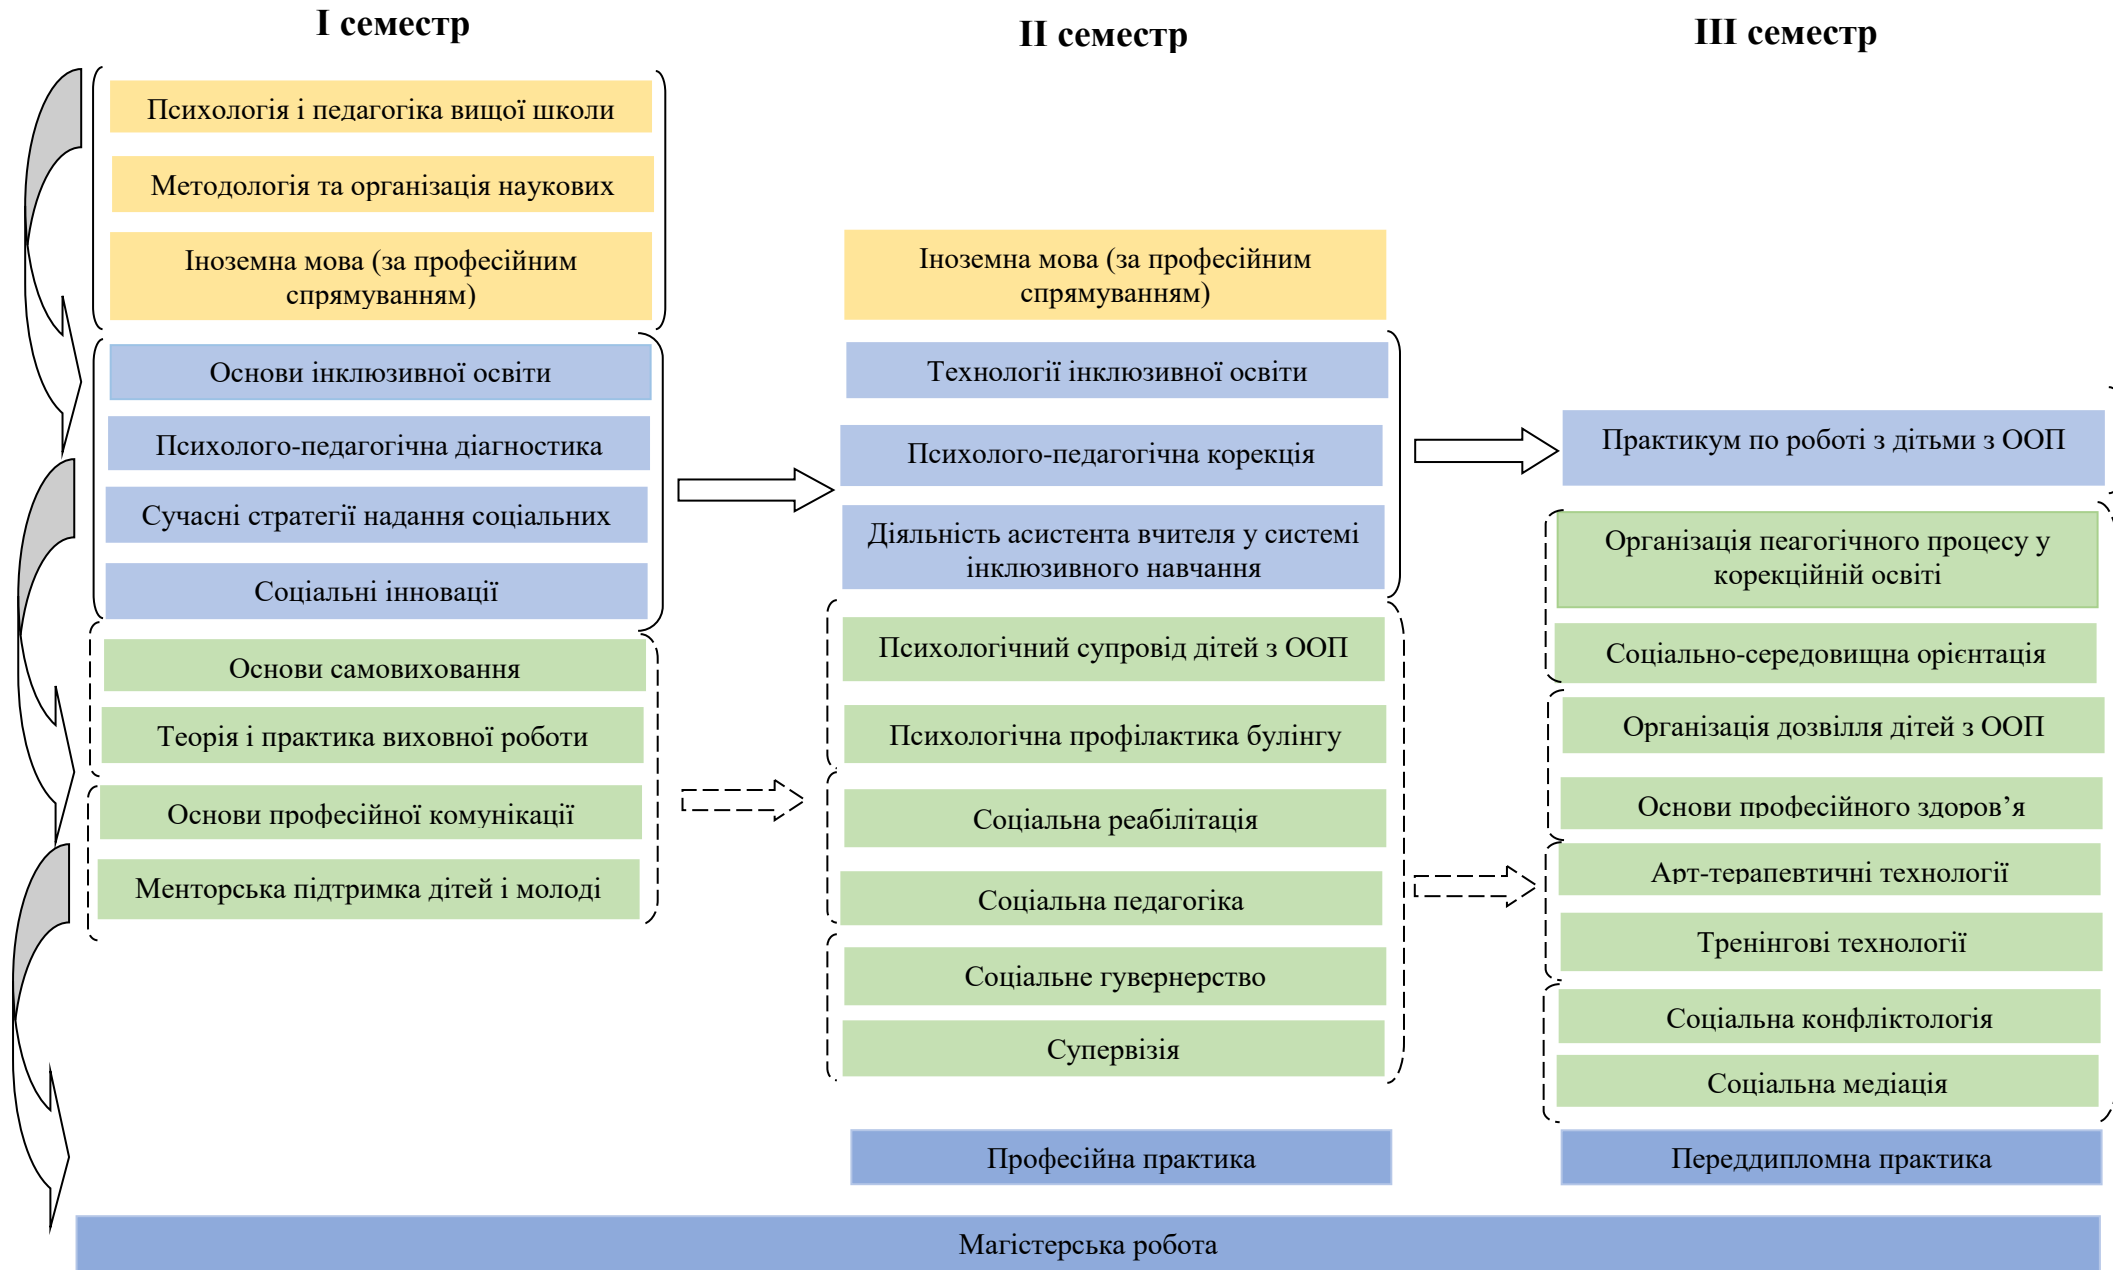 I семестр
Психологія і педагогіка вищої школи
Методологія та організація наукових
Іноземна мова (за професійним
спрямуванням)
Основи інклюзивної освіти
Психолого-педагогічна діагностика
Сучасні стратегії надання соціальних
Соціальні інновації
Основи самовиховання
Теорія і практика виховної роботи
Основи професійної комунікації
Менторська підтримка дітей і молоді
II семестр
Іноземна мова (за професійним
спрямуванням)
Технології інклюзивної освіти
Психолого-педагогічна корекція
Діяльність асистента вчителя у системі
інклюзивного навчання
Психологічний супровід дітей з ООП
Психологічна профілактика булінгу
Соціальна реабілітація
Соціальна педагогіка
Соціальне гувернерство
Супервізія
Професійна практика
III семестр
Практикум по роботі з дітьми з ООП
Організація пеагогічного процесу у
корекційній освіті
Соціально-середовищна орієнтація
Організація дозвілля дітей з ООП
Основи професійного здоров’я
Арт-терапевтичні технології
Тренінгові технології
Соціальна конфліктологія
Соціальна медіація
Переддипломна практика
Магістерська робота